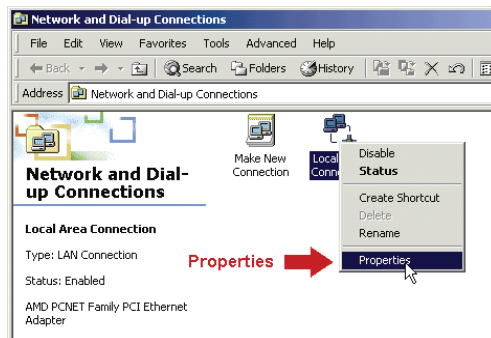 Network and Dial-up Connections
File Edit View Favorites Tools Advanced Help
Back Search Folders History
Address Network and Dial-up Connections
Network and Dial-
up Connections
Local Area Connection
Type: LAN Connection
Status: Enabled
AMD PCNET Family PCI Ethernet
Adapter
Make New
Connection
Local
Conn
Disable
Status
Create Shortcut
Delete
Rename
Properties
Properties